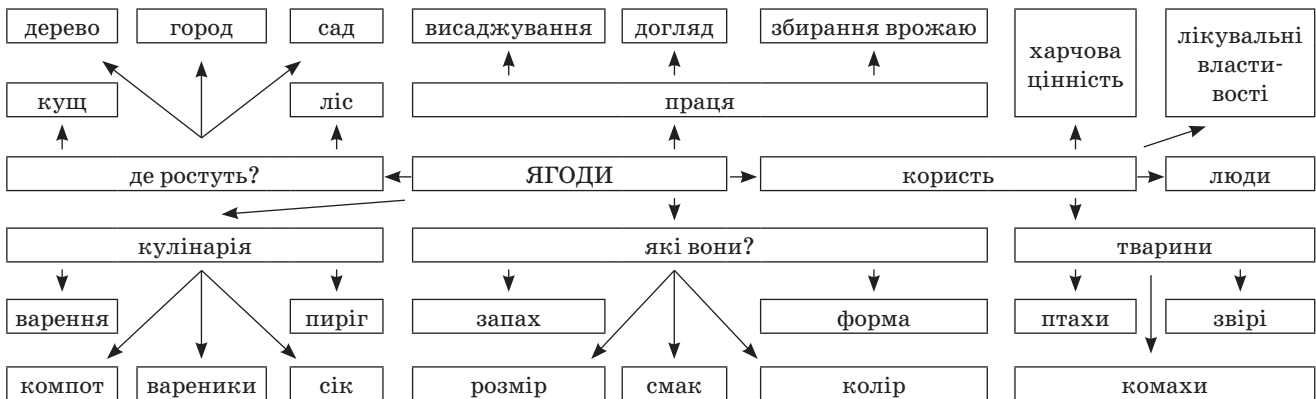 дерево
город
сад
висаджування
догляд
збирання врожаю
харчова
цінність
лікувальні
власти-
вості
кущ
ліс
праця
де ростуть?
ЯГОДИ
користь
люди
кулінарія
які вони?
тварини
варення
пиріг
запах
форма
птахи
звірі
компот
вареники
сік
розмір
смак
колір
комахи